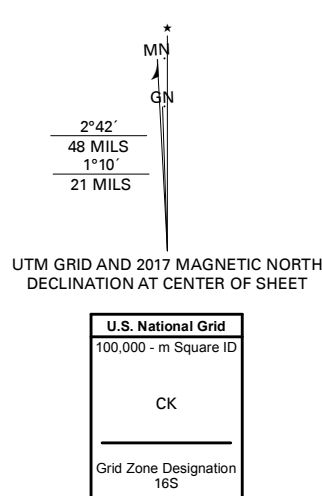 ★
MN
GN
2°42´
48 MILS
1°10´
21 MILS
UTM GRID AND 2017 MAGNETIC NORTH
DECLINATION AT CENTER OF SHEET
U.S. National Grid
100,000 - m Square ID
CK
Grid Zone Designation
16S